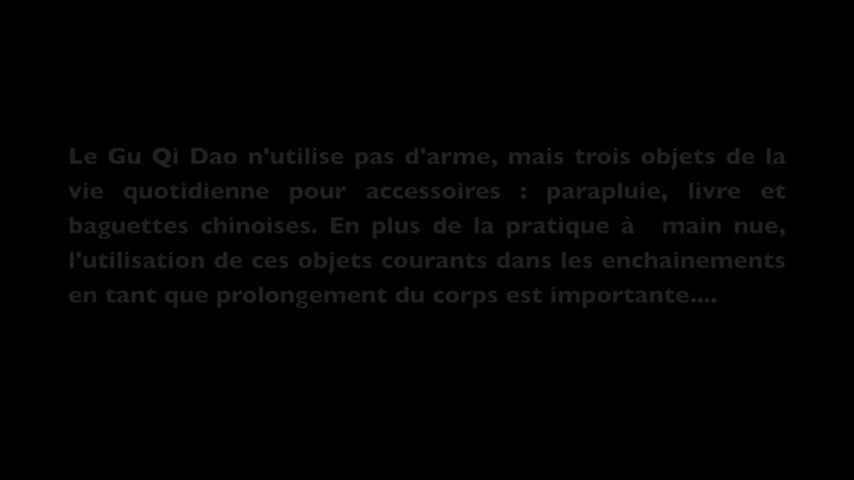 Le Gu Qi Dao n'utilise pas d'arme, mais trois objets de la
vie quotidienne pour accessoires : parapluie, livre et
baguettes chinoises. En plus de la pratique à main nue,
l'utilisation de ces objets courants dans les enchainements
en tant que prolongement du corps est importante....